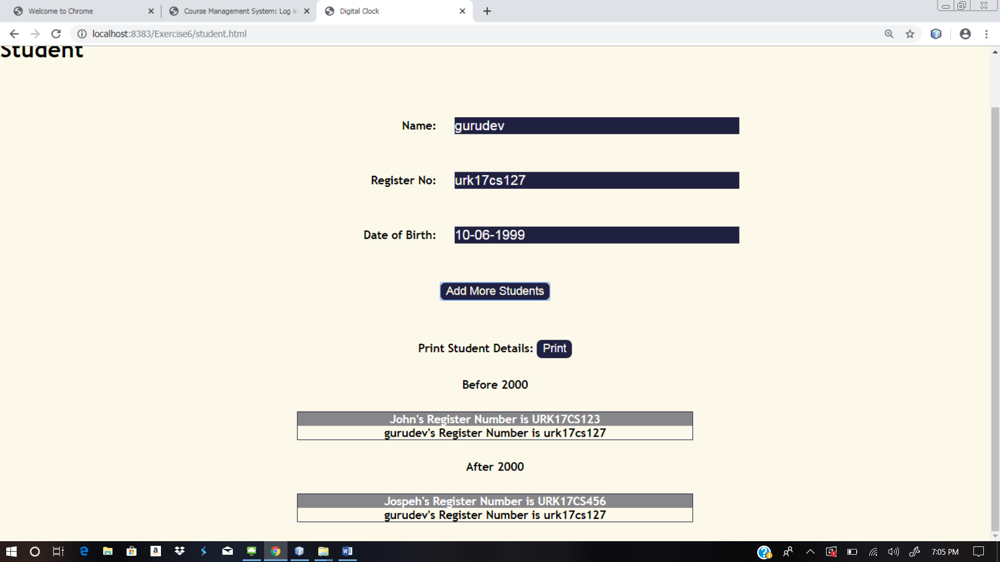 Welcome to Chrome
Course Management System: Log in
Digital Clock
localhost:8383/Exercise6/student.html
Student
Name: gurudev
Register No: urk17cs127
Date of Birth: 10-06-1999
Add More Students
Print Student Details: Print
Before 2000
John's Register Number is URK17CS123
gurudev's Register Number is urk17cs127
After 2000
Jospeh's Register Number is URK17CS456
gurudev's Register Number is urk17cs127
7:05 PM